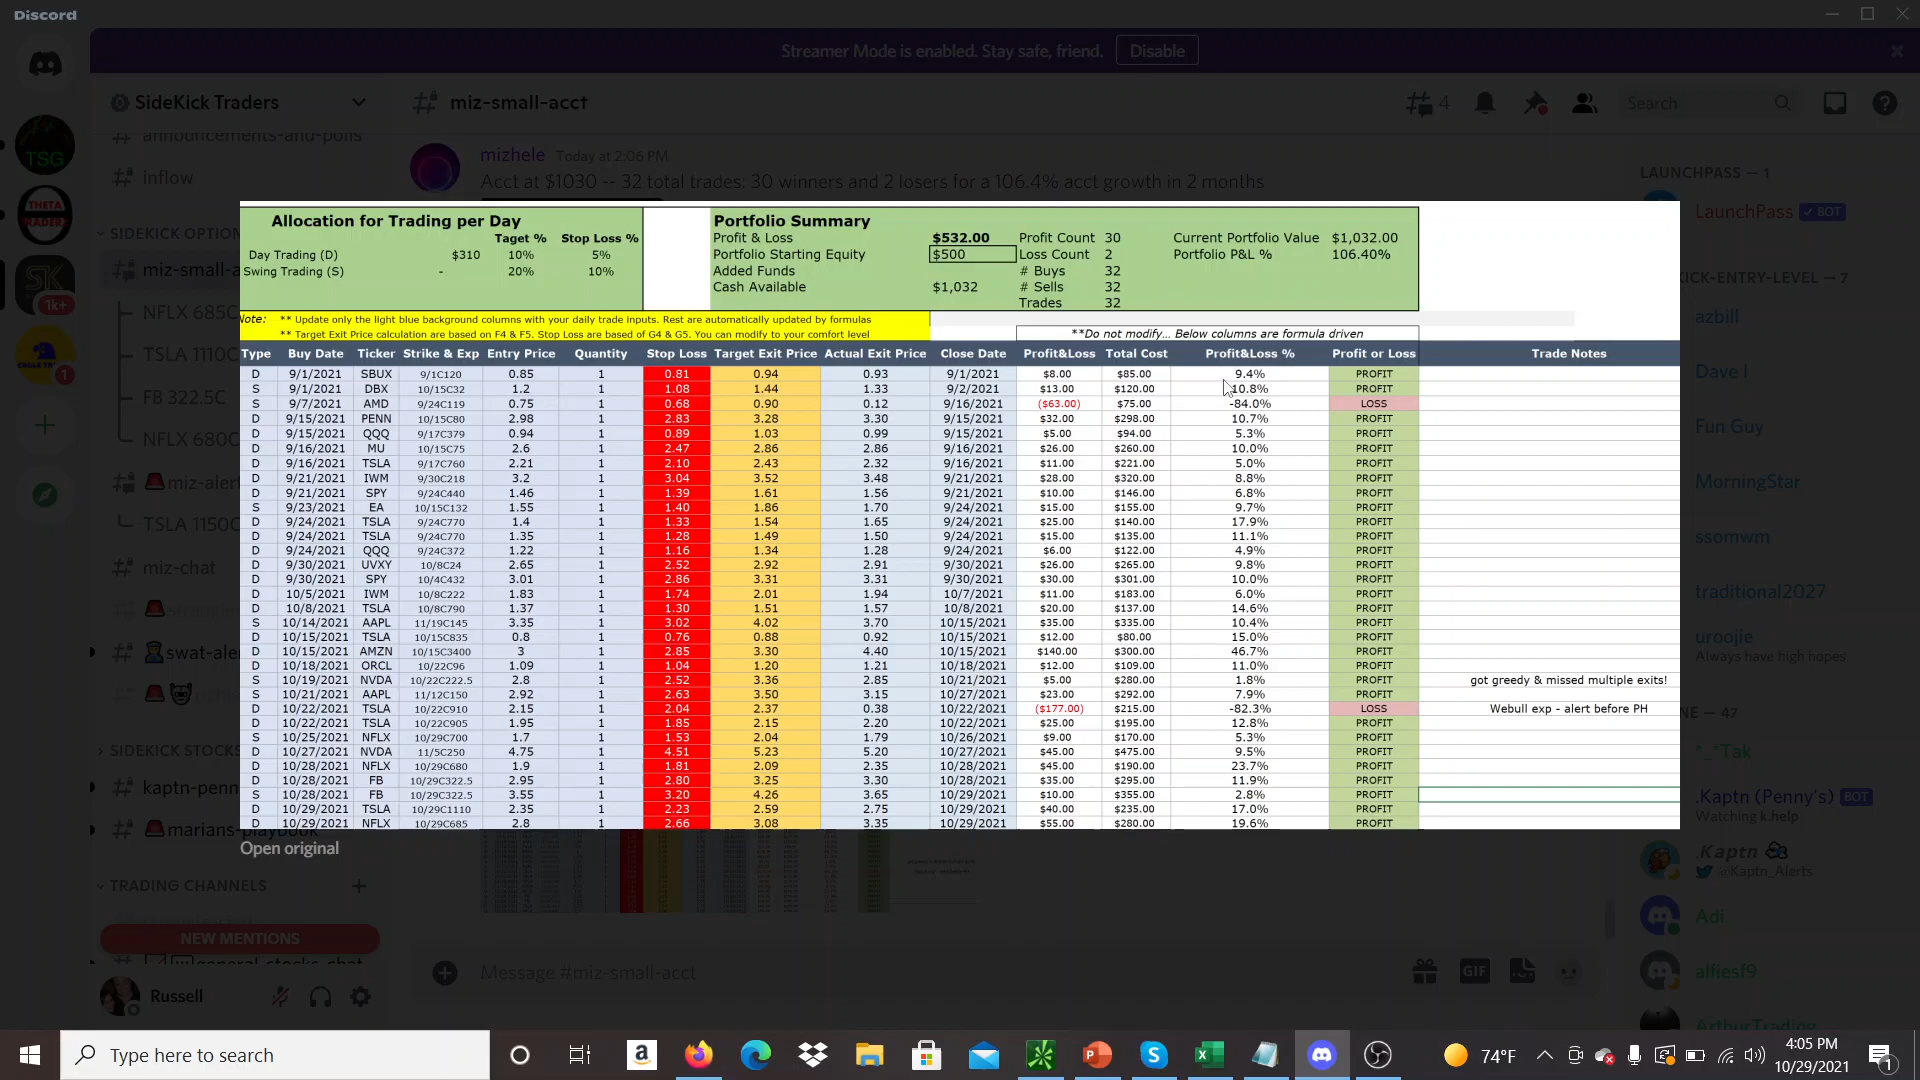 Discord
Streamer Mode is enabled. Stay safe, friend. Disable
SideKick Traders
miz-small-acct
4
Search
announcements-and-polls
inflow
mizhele Today at 2:06 PM
Acct at $1030 -- 32 total trades: 30 winners and 2 losers for a 106.4% acct growth in 2 months
TSG
THETA
SIDEKICK OPTIO
miz-small-a
1k+
NFLX 685C
TSLA 1110C
1
FB 322.5C
NFLX 680C
miz-aler
TSLA 1150C
miz-chat
swat-ale
SIDEKICK STOCKS
kaptn-penn
marians-playbook
TRADING CHANNELS
NEW MENTIONS
general-stocks-chat
Russell
Allocation for Trading per Day
Taget % Stop Loss %
Day Trading (D) $310 10% 5%
Swing Trading (S) - 20% 10%
Portfolio Summary
Profit & Loss $532.00 Profit Count 30 Current Portfolio Value $1,032.00
Portfolio Starting Equity $500 Loss Count 2 Portfolio P&L % 106.40%
Added Funds # Buys 32
Cash Available $1,032 # Sells 32
Trades 32
Note: ** Update only the light blue background columns with your daily trade inputs. Rest are automatically updated by formulas
** Target Exit Price calculation are based on F4 & F5. Stop Loss are based of G4 & G5. You can modify to your comfort level
**Do not modify... Below columns are formula driven
Type Buy Date Ticker Strike & Exp Entry Price Quantity Stop Loss Target Exit Price Actual Exit Price Close Date Profit&Loss Total Cost Profit&Loss % Profit or Loss Trade Notes
D 9/1/2021 SBUX 9/1C120 0.85 1 0.81 0.94 0.93 9/1/2021 $8.00 $85.00 9.4% PROFIT
S 9/1/2021 DBX 10/15C32 1.2 1 1.08 1.44 1.33 9/2/2021 $13.00 $120.00 10.8% PROFIT
S 9/7/2021 AMD 9/24C119 0.75 1 0.68 0.90 0.12 9/16/2021 ($63.00) $75.00 -84.0% LOSS
D 9/15/2021 PENN 10/15C80 2.98 1 2.83 3.28 3.30 9/15/2021 $32.00 $298.00 10.7% PROFIT
D 9/15/2021 QQQ 9/17C379 0.94 1 0.89 1.03 0.99 9/15/2021 $5.00 $94.00 5.3% PROFIT
D 9/16/2021 MU 10/15C75 2.6 1 2.47 2.86 2.86 9/16/2021 $26.00 $260.00 10.0% PROFIT
D 9/16/2021 TSLA 9/17C760 2.21 1 2.10 2.43 2.32 9/16/2021 $11.00 $221.00 5.0% PROFIT
D 9/21/2021 IWM 9/30C218 3.2 1 3.04 3.52 3.48 9/21/2021 $28.00 $320.00 8.8% PROFIT
D 9/21/2021 SPY 9/24C440 1.46 1 1.39 1.61 1.56 9/21/2021 $10.00 $146.00 6.8% PROFIT
S 9/23/2021 EA 10/15C132 1.55 1 1.40 1.86 1.70 9/24/2021 $15.00 $155.00 9.7% PROFIT
D 9/24/2021 TSLA 9/24C770 1.4 1 1.33 1.54 1.65 9/24/2021 $25.00 $140.00 17.9% PROFIT
D 9/24/2021 TSLA 9/24C770 1.35 1 1.28 1.49 1.50 9/24/2021 $15.00 $135.00 11.1% PROFIT
D 9/24/2021 QQQ 9/24C372 1.22 1 1.16 1.34 1.28 9/24/2021 $6.00 $122.00 4.9% PROFIT
D 9/30/2021 UVXY 10/8C24 2.65 1 2.52 2.92 2.91 9/30/2021 $26.00 $265.00 9.8% PROFIT
D 9/30/2021 SPY 10/4C432 3.01 1 2.86 3.31 3.31 9/30/2021 $30.00 $301.00 10.0% PROFIT
D 10/5/2021 IWM 10/8C222 1.83 1 1.74 2.01 1.94 10/7/2021 $11.00 $183.00 6.0% PROFIT
D 10/8/2021 TSLA 10/8C790 1.37 1 1.30 1.51 1.57 10/8/2021 $20.00 $137.00 14.6% PROFIT
S 10/14/2021 AAPL 11/19C145 3.35 1 3.02 4.02 3.70 10/15/2021 $35.00 $335.00 10.4% PROFIT
D 10/15/2021 TSLA 10/15C835 0.8 1 0.76 0.88 0.92 10/15/2021 $12.00 $80.00 15.0% PROFIT
D 10/15/2021 AMZN 10/15C3400 3 1 2.85 3.30 4.40 10/15/2021 $140.00 $300.00 46.7% PROFIT
D 10/18/2021 ORCL 10/22C96 1.09 1 1.04 1.20 1.21 10/18/2021 $12.00 $109.00 11.0% PROFIT
S 10/19/2021 NVDA 10/22C222.5 2.8 1 2.52 3.36 2.85 10/21/2021 $5.00 $280.00 1.8% PROFIT got greedy & missed multiple exits!
S 10/21/2021 AAPL 11/12C150 2.92 1 2.63 3.50 3.15 10/27/2021 $23.00 $292.00 7.9% PROFIT
D 10/22/2021 TSLA 10/22C910 2.15 1 2.04 2.37 0.38 10/22/2021 ($177.00) $215.00 -82.3% LOSS Webull exp - alert before PH
D 10/22/2021 TSLA 10/22C905 1.95 1 1.85 2.15 2.20 10/22/2021 $25.00 $195.00 12.8% PROFIT
S 10/25/2021 NFLX 10/29C700 1.7 1 1.53 2.04 1.79 10/26/2021 $9.00 $170.00 5.3% PROFIT
D 10/27/2021 NVDA 11/5C250 4.75 1 4.51 5.23 5.20 10/27/2021 $45.00 $475.00 9.5% PROFIT
D 10/28/2021 NFLX 10/29C680 1.9 1 1.81 2.09 2.35 10/28/2021 $45.00 $190.00 23.7% PROFIT
D 10/28/2021 FB 10/29C322.5 2.95 1 2.80 3.25 3.30 10/28/2021 $35.00 $295.00 11.9% PROFIT
S 10/28/2021 FB 10/29C322.5 3.55 1 3.20 4.26 3.65 10/29/2021 $10.00 $355.00 2.8% PROFIT
D 10/29/2021 TSLA 10/29C1110 2.35 1 2.23 2.59 2.75 10/29/2021 $40.00 $235.00 17.0% PROFIT
D 10/29/2021 NFLX 10/29C685 2.8 1 2.66 3.08 3.35 10/29/2021 $55.00 $280.00 19.6% PROFIT
Open original
Message #miz-small-acct
GIF
LAUNCHPASS — 1
LaunchPass BOT
KICK-ENTRY-LEVEL — 7
azbill
Dave I
Fun Guy
MorningStar
ssomwm
traditional2027
uroojie
Always have high hopes
NE — 47
*_*Tak
.Kaptn (Penny's) BOT
Watching k.help
.Kaptn
@Kaptn_Alerts
Adi
alfiesf9
ArthurTrading
Type here to search
74°F
4:05 PM
10/29/2021
1